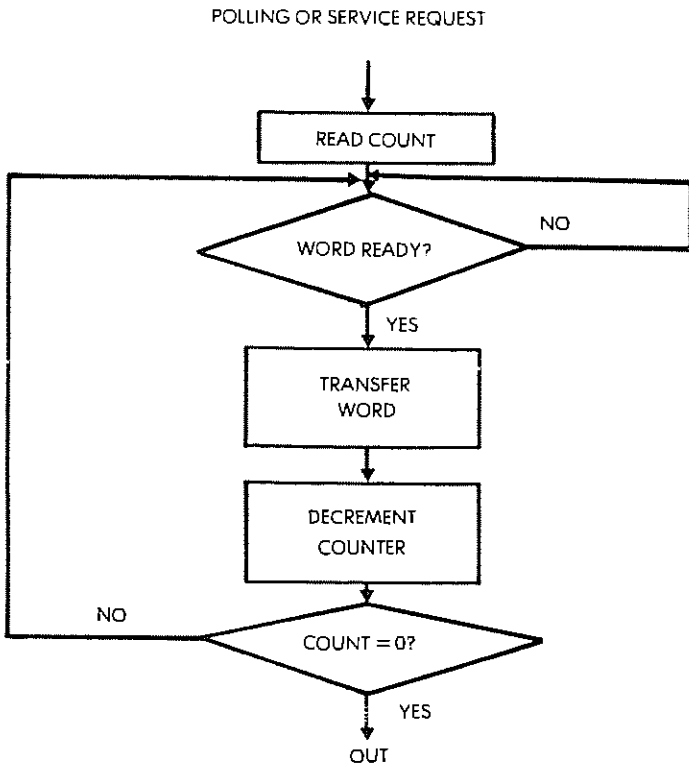 POLLING OR SERVICE REQUEST
READ COUNT
WORD READY?
NO
YES
TRANSFER
WORD
DECREMENT
COUNTER
NO
COUNT = 0?
YES
OUT